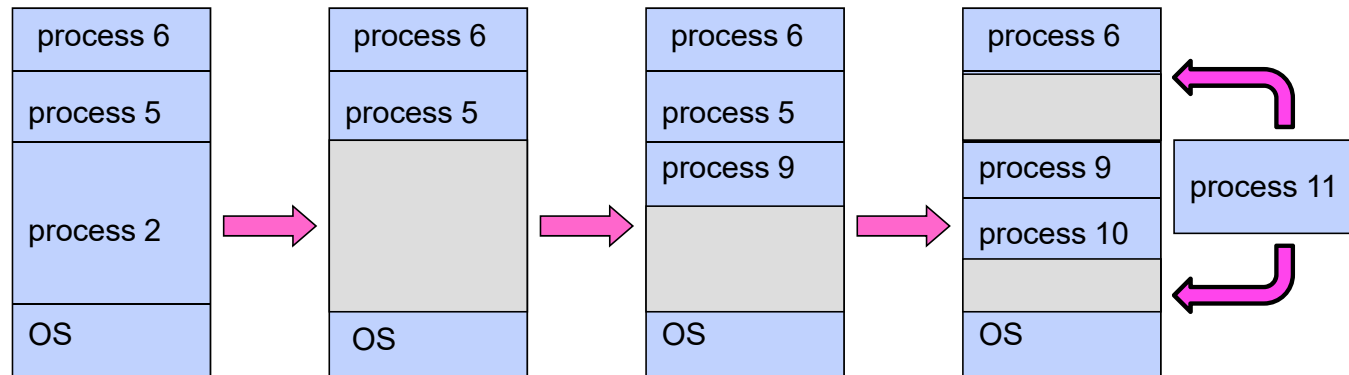 process 6
process 5
process 2
OS
process 6
process 5
OS
process 6
process 5
process 9
OS
process 6
process 9
process 10
OS
process 11